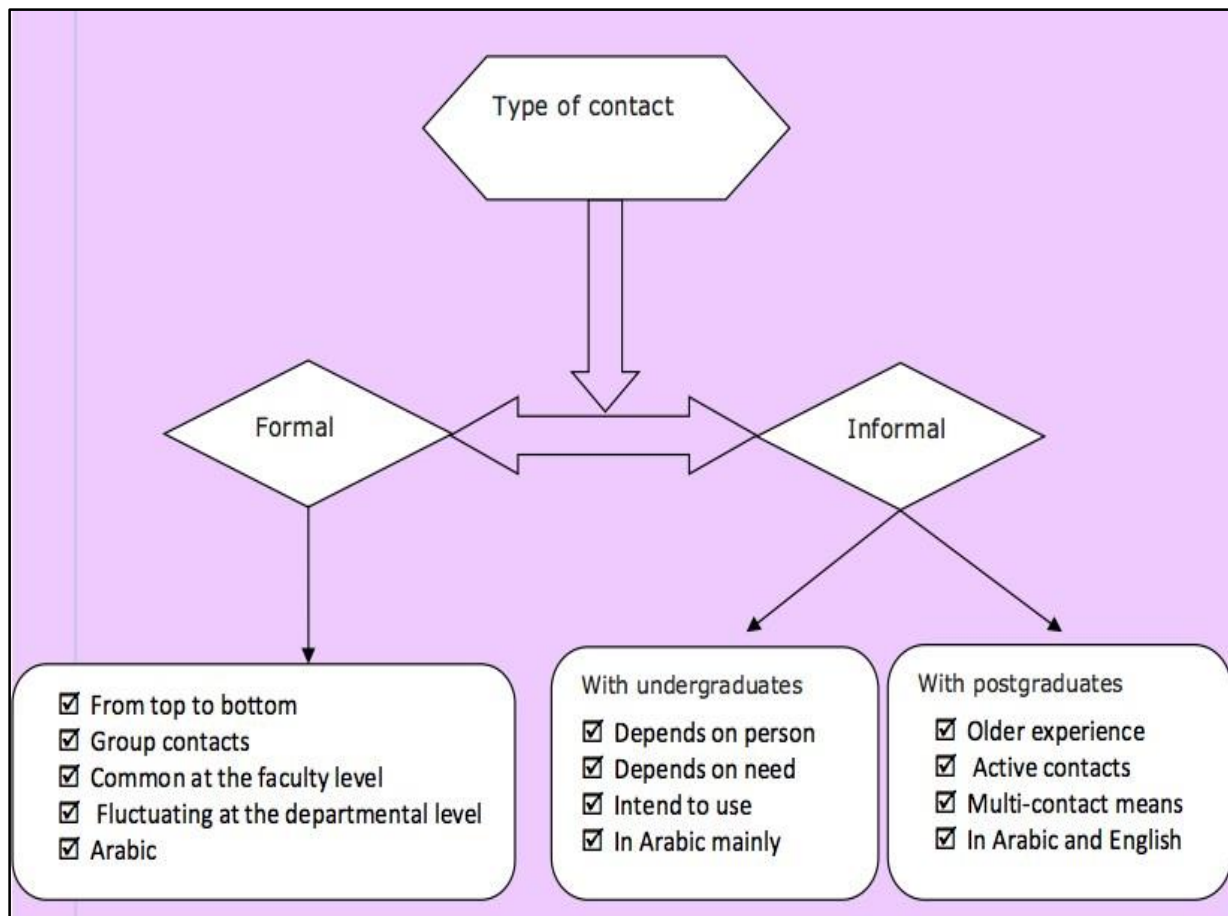 Type of contact
Formal
Informal
☑ From top to bottom
☑ Group contacts
☑ Common at the faculty level
☑ Fluctuating at the departmental level
☑ Arabic
With undergraduates
☑ Depends on person
☑ Depends on need
☑ Intend to use
☑ In Arabic mainly
With postgraduates
☑ Older experience
☑ Active contacts
☑ Multi-contact means
☑ In Arabic and English